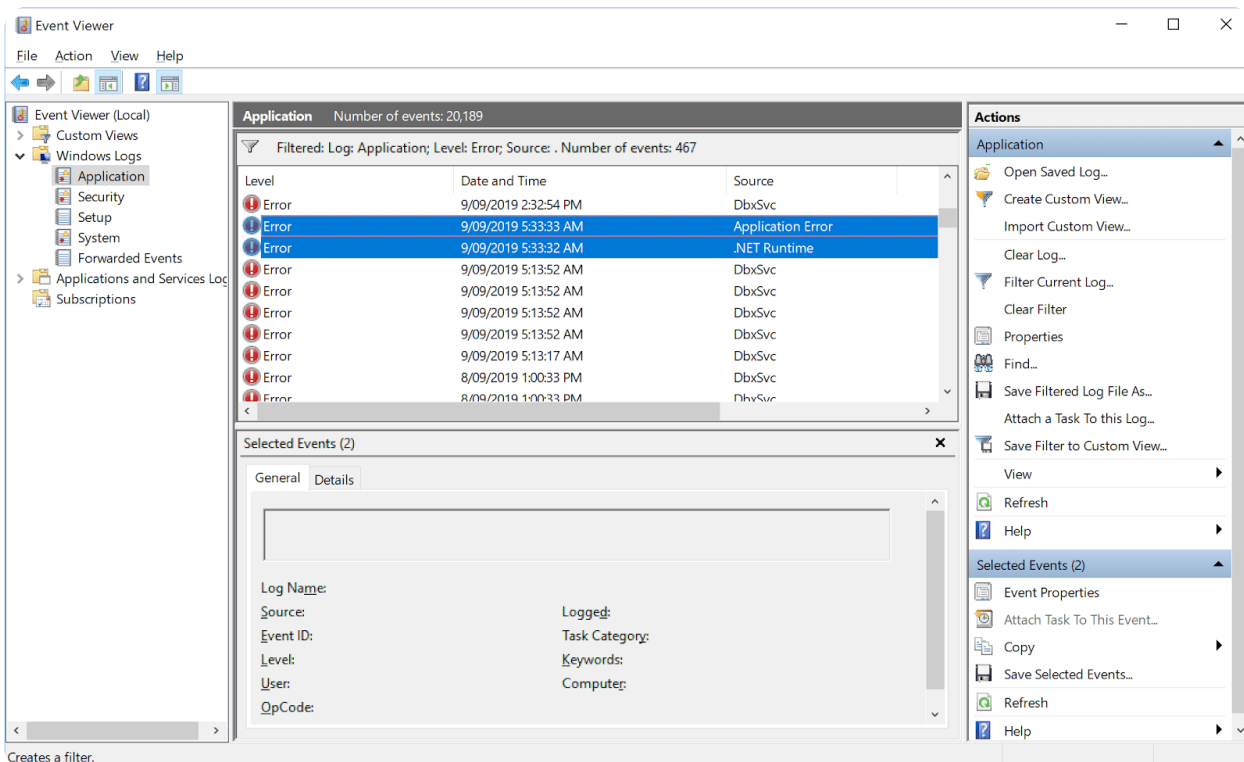 Event Viewer
File Action View Help
Event Viewer (Local)
Custom Views
Windows Logs
Application
Security
Setup
System
Forwarded Events
Applications and Services Log
Subscriptions
Application Number of events: 20,189
Filtered: Log: Application; Level: Error; Source: . Number of events: 467
Level Date and Time Source
Error 9/09/2019 2:32:54 PM DbxSvc
Error 9/09/2019 5:33:33 AM Application Error
Error 9/09/2019 5:33:32 AM .NET Runtime
Error 9/09/2019 5:13:52 AM DbxSvc
Error 9/09/2019 5:13:52 AM DbxSvc
Error 9/09/2019 5:13:52 AM DbxSvc
Error 9/09/2019 5:13:52 AM DbxSvc
Error 9/09/2019 5:13:17 AM DbxSvc
Error 8/09/2019 1:00:33 PM DbxSvc
Error 8/09/2019 1:00:33 PM DbxSvc
Selected Events (2)
General Details
Log Name:
Source: Logged:
Event ID: Task Category:
Level: Keywords:
User: Computer:
OpCode:
Actions
Application
Open Saved Log...
Create Custom View...
Import Custom View...
Clear Log...
Filter Current Log...
Clear Filter
Properties
Find...
Save Filtered Log File As...
Attach a Task To this Log...
Save Filter to Custom View...
View
Refresh
Help
Selected Events (2)
Event Properties
Attach Task To This Event...
Copy
Save Selected Events...
Refresh
Help
Creates a filter.